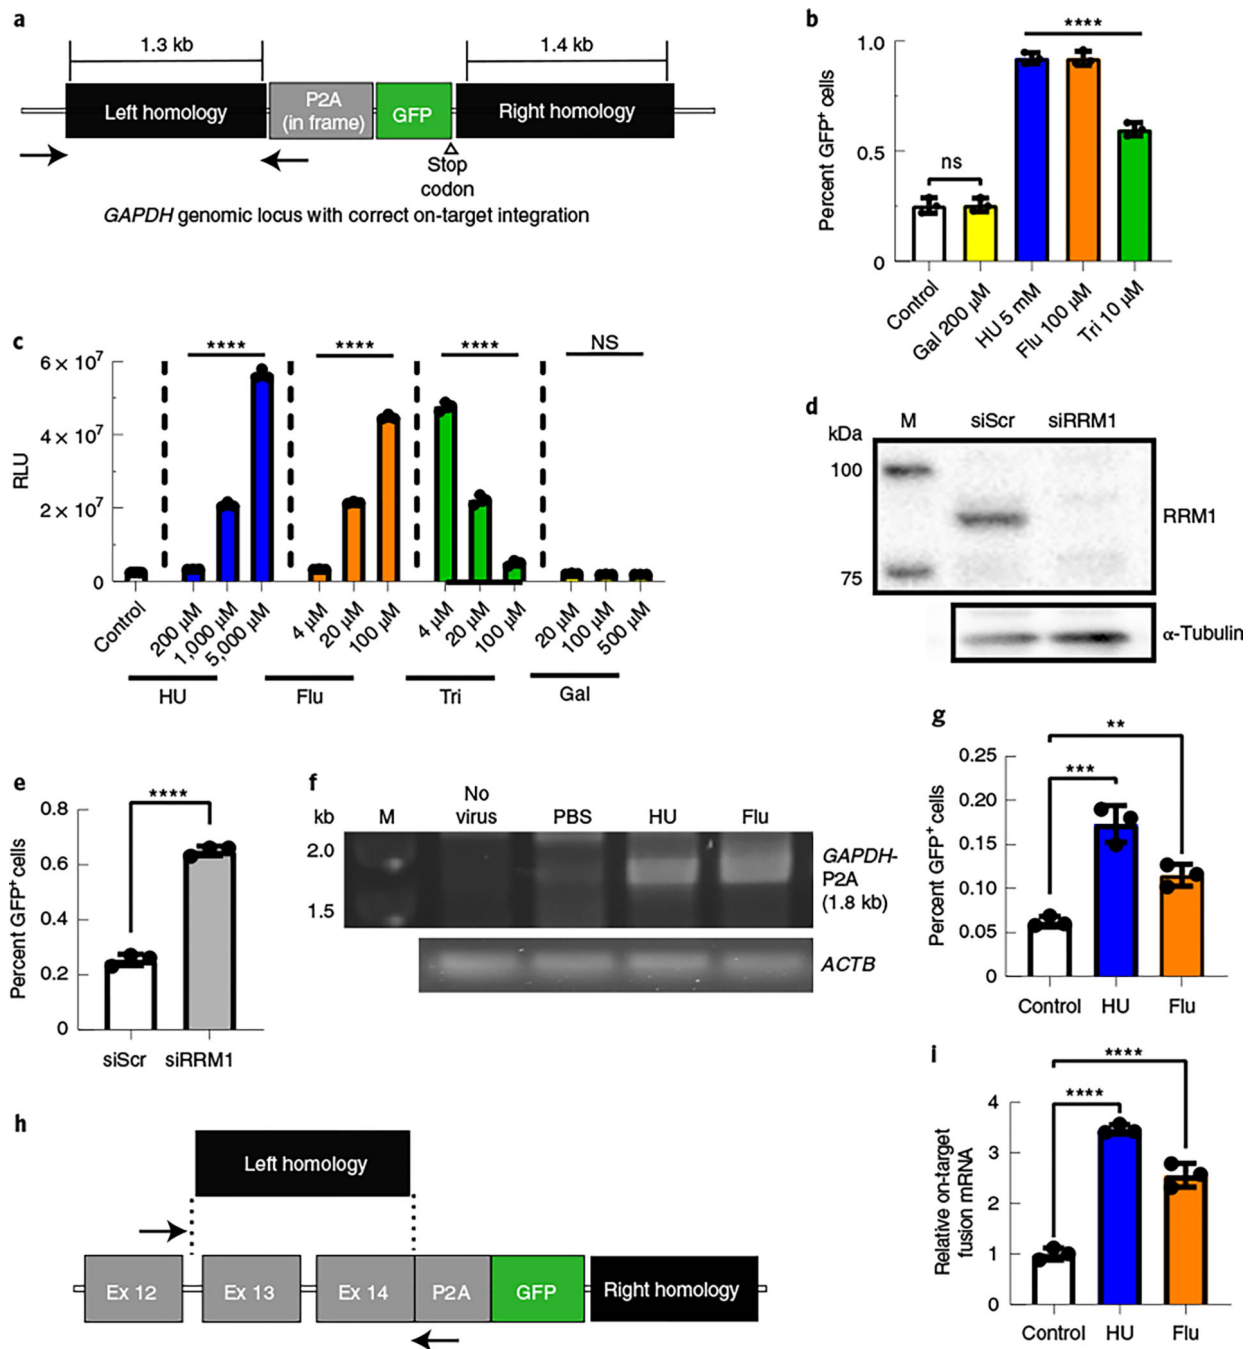 a
1.3 kb
1.4 kb
Left homology
P2A
(in frame)
GFP
Right homology
Stop
codon
GAPDH genomic locus with correct on-target integration
b
Percent GFP⁺ cells
1.0
0.5
0
ns
****
Control
Gal 200 µM
HU 5 mM
Flu 100 µM
Tri 10 µM
c
RLU
6 × 10⁷
4 × 10⁷
2 × 10⁷
0
****
****
****
NS
Control
200 µM
1,000 µM
5,000 µM
4 µM
20 µM
100 µM
4 µM
20 µM
100 µM
20 µM
100 µM
500 µM
HU
Flu
Tri
Gal
d
kDa
M
siScr
siRRM1
100
75
RRM1
α-Tubulin
e
Percent GFP⁺ cells
0.8
0.6
0.4
0.2
0
****
siScr
siRRM1
f
kb
M
No
virus
PBS
HU
Flu
2.0
1.5
GAPDH-
P2A
(1.8 kb)
ACTB
g
Percent GFP⁺ cells
0.25
0.20
0.15
0.10
0.05
0
**
***
Control
HU
Flu
h
Left homology
Ex 12
Ex 13
Ex 14
P2A
GFP
Right homology
i
Relative on-target
fusion mRNA
4
3
2
1
0
****
****
Control
HU
Flu